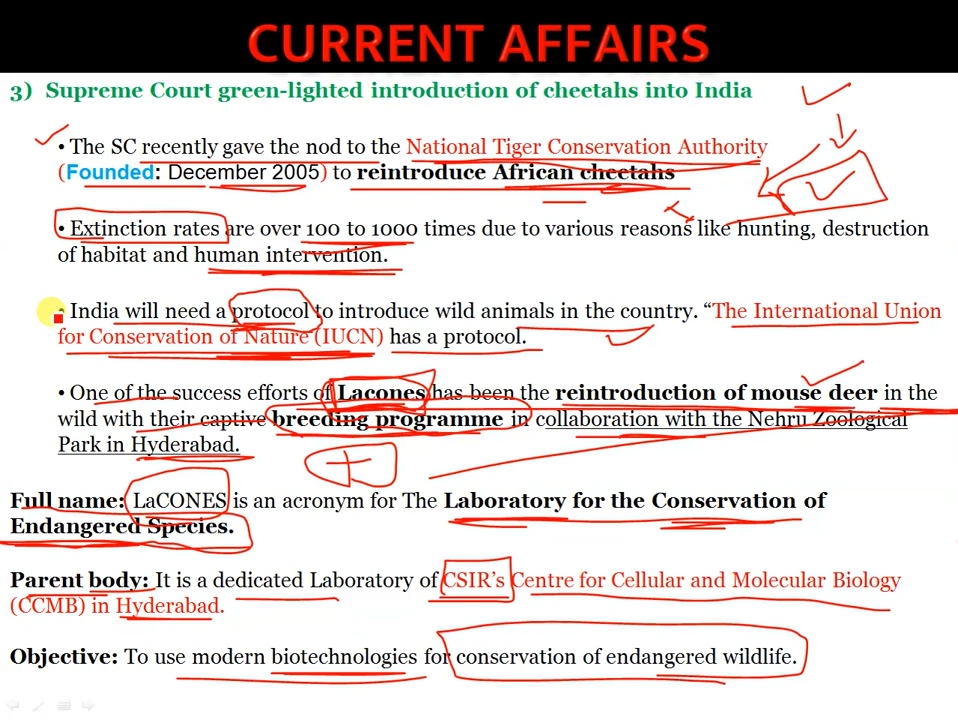 CURRENT AFFAIRS
3) Supreme Court green-lighted introduction of cheetahs into India
• The SC recently gave the nod to the National Tiger Conservation Authority
(Founded: December 2005) to reintroduce African cheetahs
• Extinction rates are over 100 to 1000 times due to various reasons like hunting, destruction
of habitat and human intervention.
• India will need a protocol to introduce wild animals in the country. “The International Union
for Conservation of Nature (IUCN) has a protocol.
• One of the success efforts of Lacones has been the reintroduction of mouse deer in the
wild with their captive breeding programme in collaboration with the Nehru Zoological
Park in Hyderabad.
Full name: LaCONES is an acronym for The Laboratory for the Conservation of
Endangered Species.
Parent body: It is a dedicated Laboratory of CSIR’s Centre for Cellular and Molecular Biology
(CCMB) in Hyderabad.
Objective: To use modern biotechnologies for conservation of endangered wildlife.